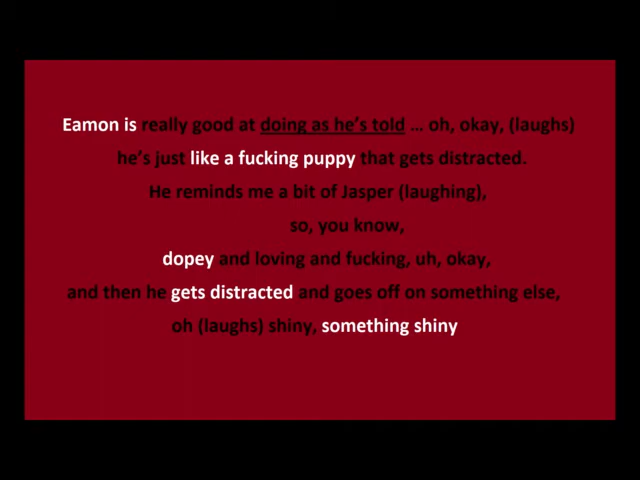 Eamon is really good at doing as he's told ... oh, okay, (laughs)
he's just like a fucking puppy that gets distracted.
He reminds me a bit of Jasper (laughing),
so, you know,
dopey and loving and fucking, uh, okay,
and then he gets distracted and goes off on something else,
oh (laughs) shiny, something shiny